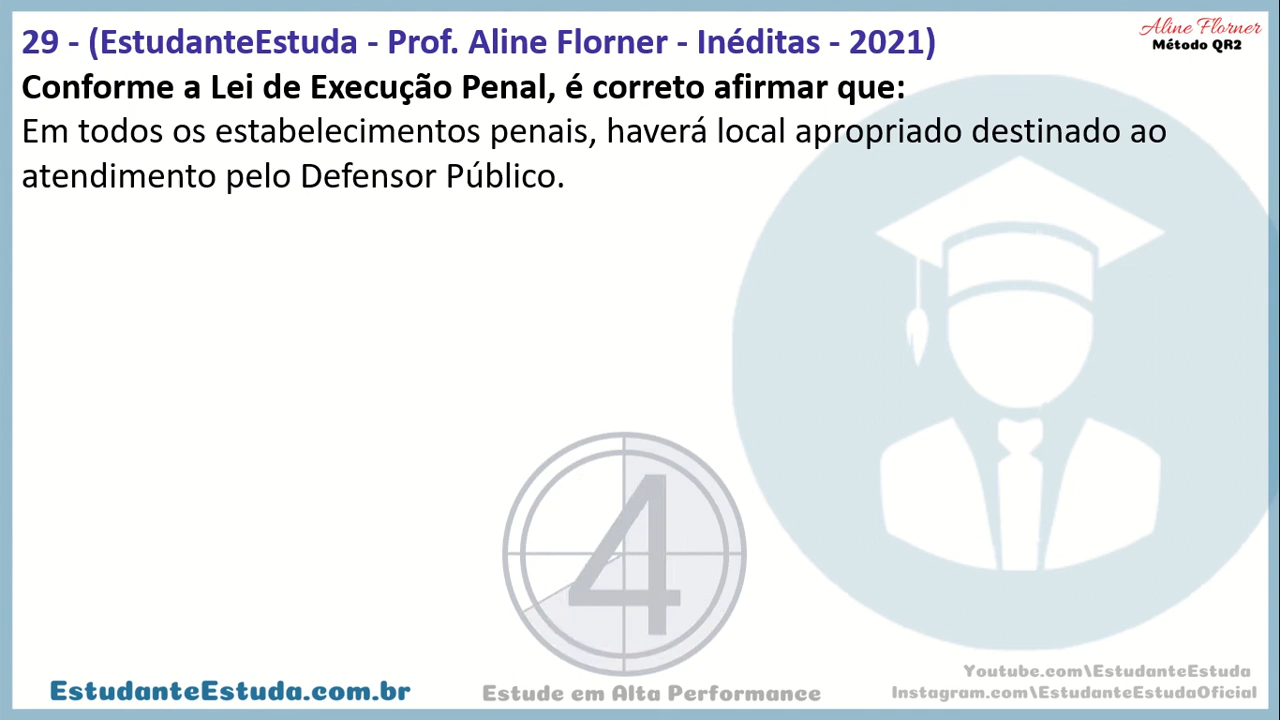 29 - (EstudanteEstuda - Prof. Aline Florner - Inéditas - 2021)
Aline Florner
Método QR2
Conforme a Lei de Execução Penal, é correto afirmar que:
Em todos os estabelecimentos penais, haverá local apropriado destinado ao
atendimento pelo Defensor Público.
4
EstudanteEstuda.com.br
Estude em Alta Performance
Youtube.com\EstudanteEstuda
Instagram.com\EstudanteEstudaOficial